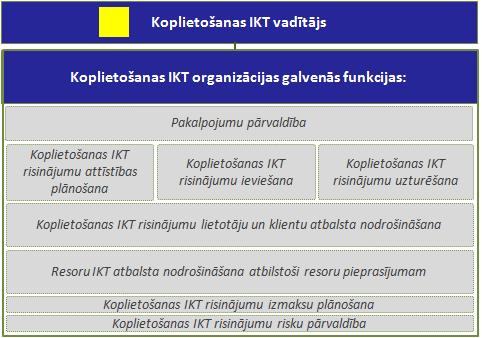 Koplietošanas IKT vadītājs
Koplietošanas IKT organizācijas galvenās funkcijas:
Pakalpojumu pārvaldība
Koplietošanas IKT
risinājumu attīstības
plānošana
Koplietošanas IKT
risinājumu ieviešana
Koplietošanas IKT
risinājumu uzturēšana
Koplietošanas IKT risinājumu lietotāju un klientu atbalsta nodrošināšana
Resoru IKT atbalsta nodrošināšana atbilstoši resoru pieprasījumam
Koplietošanas IKT risinājumu izmaksu plānošana
Koplietošanas IKT risinājumu risku pārvaldība